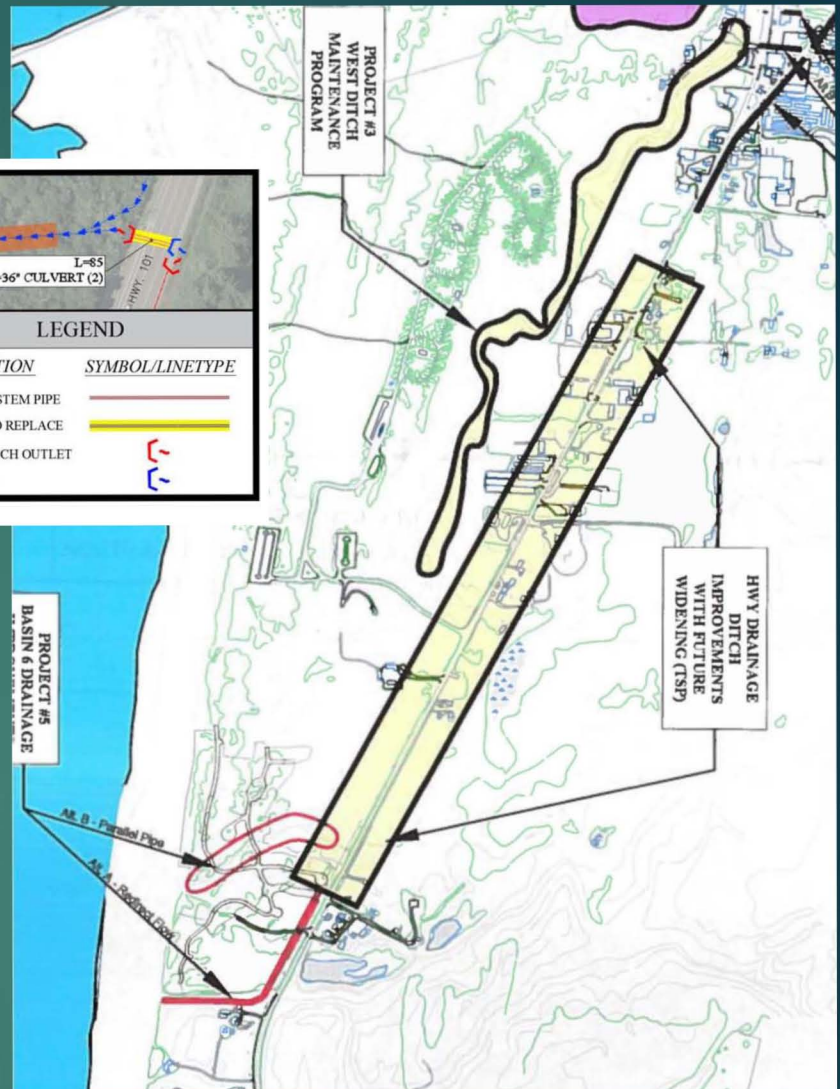 PROJECT #3
WEST DITCH
MAINTENANCE
PROGRAM
L=85
36" CULVERT (2)
HWY. 101
LEGEND
TION SYMBOL/LINETYPE
STEM PIPE
O REPLACE
CH OUTLET
HWY DRAINAGE
DITCH
IMPROVEMENTS
WITH FUTURE
WIDENING (TSP)
PROJECT #5
BASIN 6 DRAINAGE
Alt. B - Parallel Pipe
Alt. A - Redirect Flow